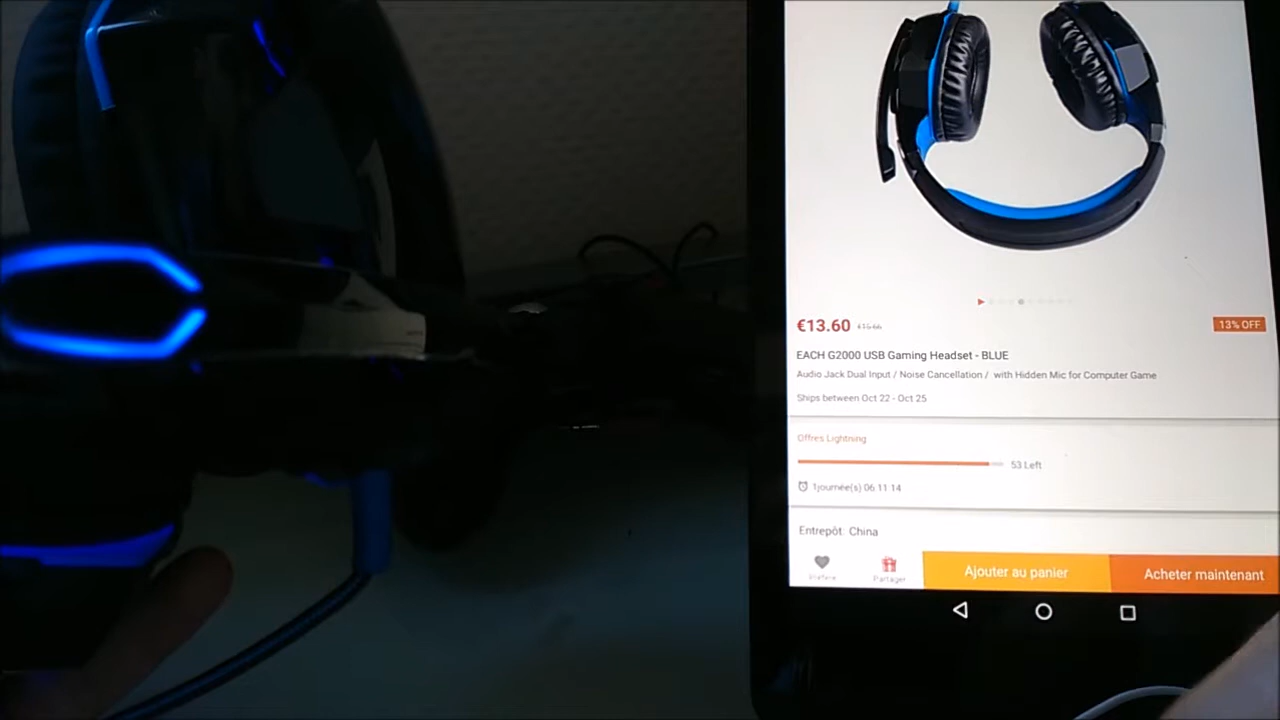 €13.60 €15.66
13% OFF
EACH G2000 USB Gaming Headset - BLUE
Audio Jack Dual Input / Noise Cancellation / with Hidden Mic for Computer Game
Ships between Oct 22 - Oct 25
Offres Lightning
53 Left
1journée(s) 06 11 14
Entrepôt: China
Partager
Ajouter au panier
Acheter maintenant